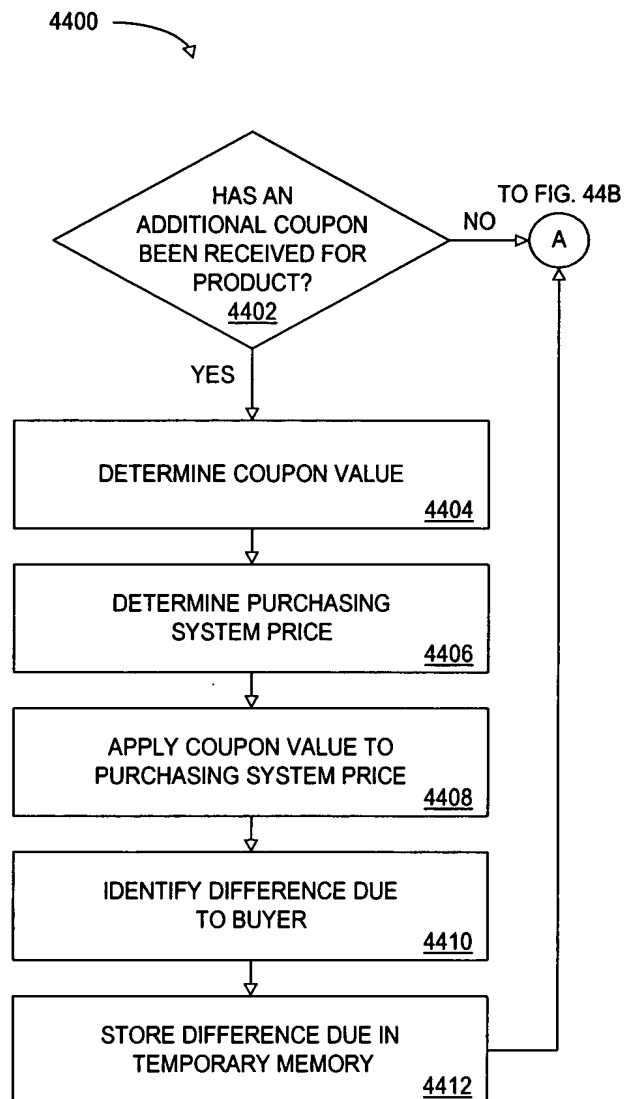 4400
HAS AN
ADDITIONAL COUPON
BEEN RECEIVED FOR
PRODUCT?
4402
TO FIG. 44B
NO
A
YES
DETERMINE COUPON VALUE
4404
DETERMINE PURCHASING
SYSTEM PRICE
4406
APPLY COUPON VALUE TO
PURCHASING SYSTEM PRICE
4408
IDENTIFY DIFFERENCE DUE
TO BUYER
4410
STORE DIFFERENCE DUE IN
TEMPORARY MEMORY
4412